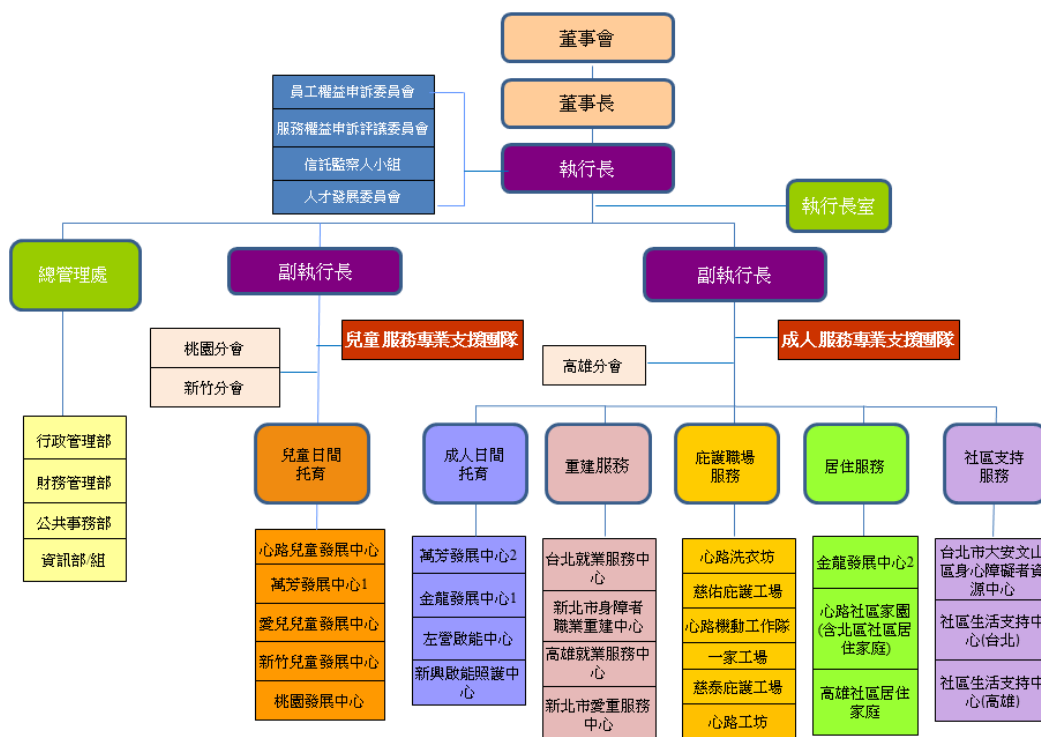 董事會
董事長
員工權益申訴委員會
服務權益申訴評議委員會
信託監察人小組
人才發展委員會
執行長
執行長室
總管理處
副執行長
副執行長
兒童服務專業支援團隊
成人服務專業支援團隊
桃園分會
新竹分會
高雄分會
行政管理部
財務管理部
公共事務部
資訊部/組
兒童日間
托育
成人日間
托育
重建服務
庇護職場
服務
居住服務
社區支持
服務
心路兒童發展中心
萬芳發展中心1
愛兒兒童發展中心
新竹兒童發展中心
桃園發展中心
萬芳發展中心2
金龍發展中心1
左營啟能中心
新興啟能照護中
心
台北就業服務中
心
新北市身障者
職業重建中心
高雄就業服務中
心
新北市愛重服務
中心
心路洗衣坊
慈佑庇護工場
心路機動工作隊
一家工場
慈泰庇護工場
心路工坊
金龍發展中心2
心路社區家園
(含北區社區居
住家庭)
高雄社區居住
家庭
台北市大安文山
區身心障礙者資
源中心
社區生活支持中
心(台北)
社區生活支持中
心(高雄)